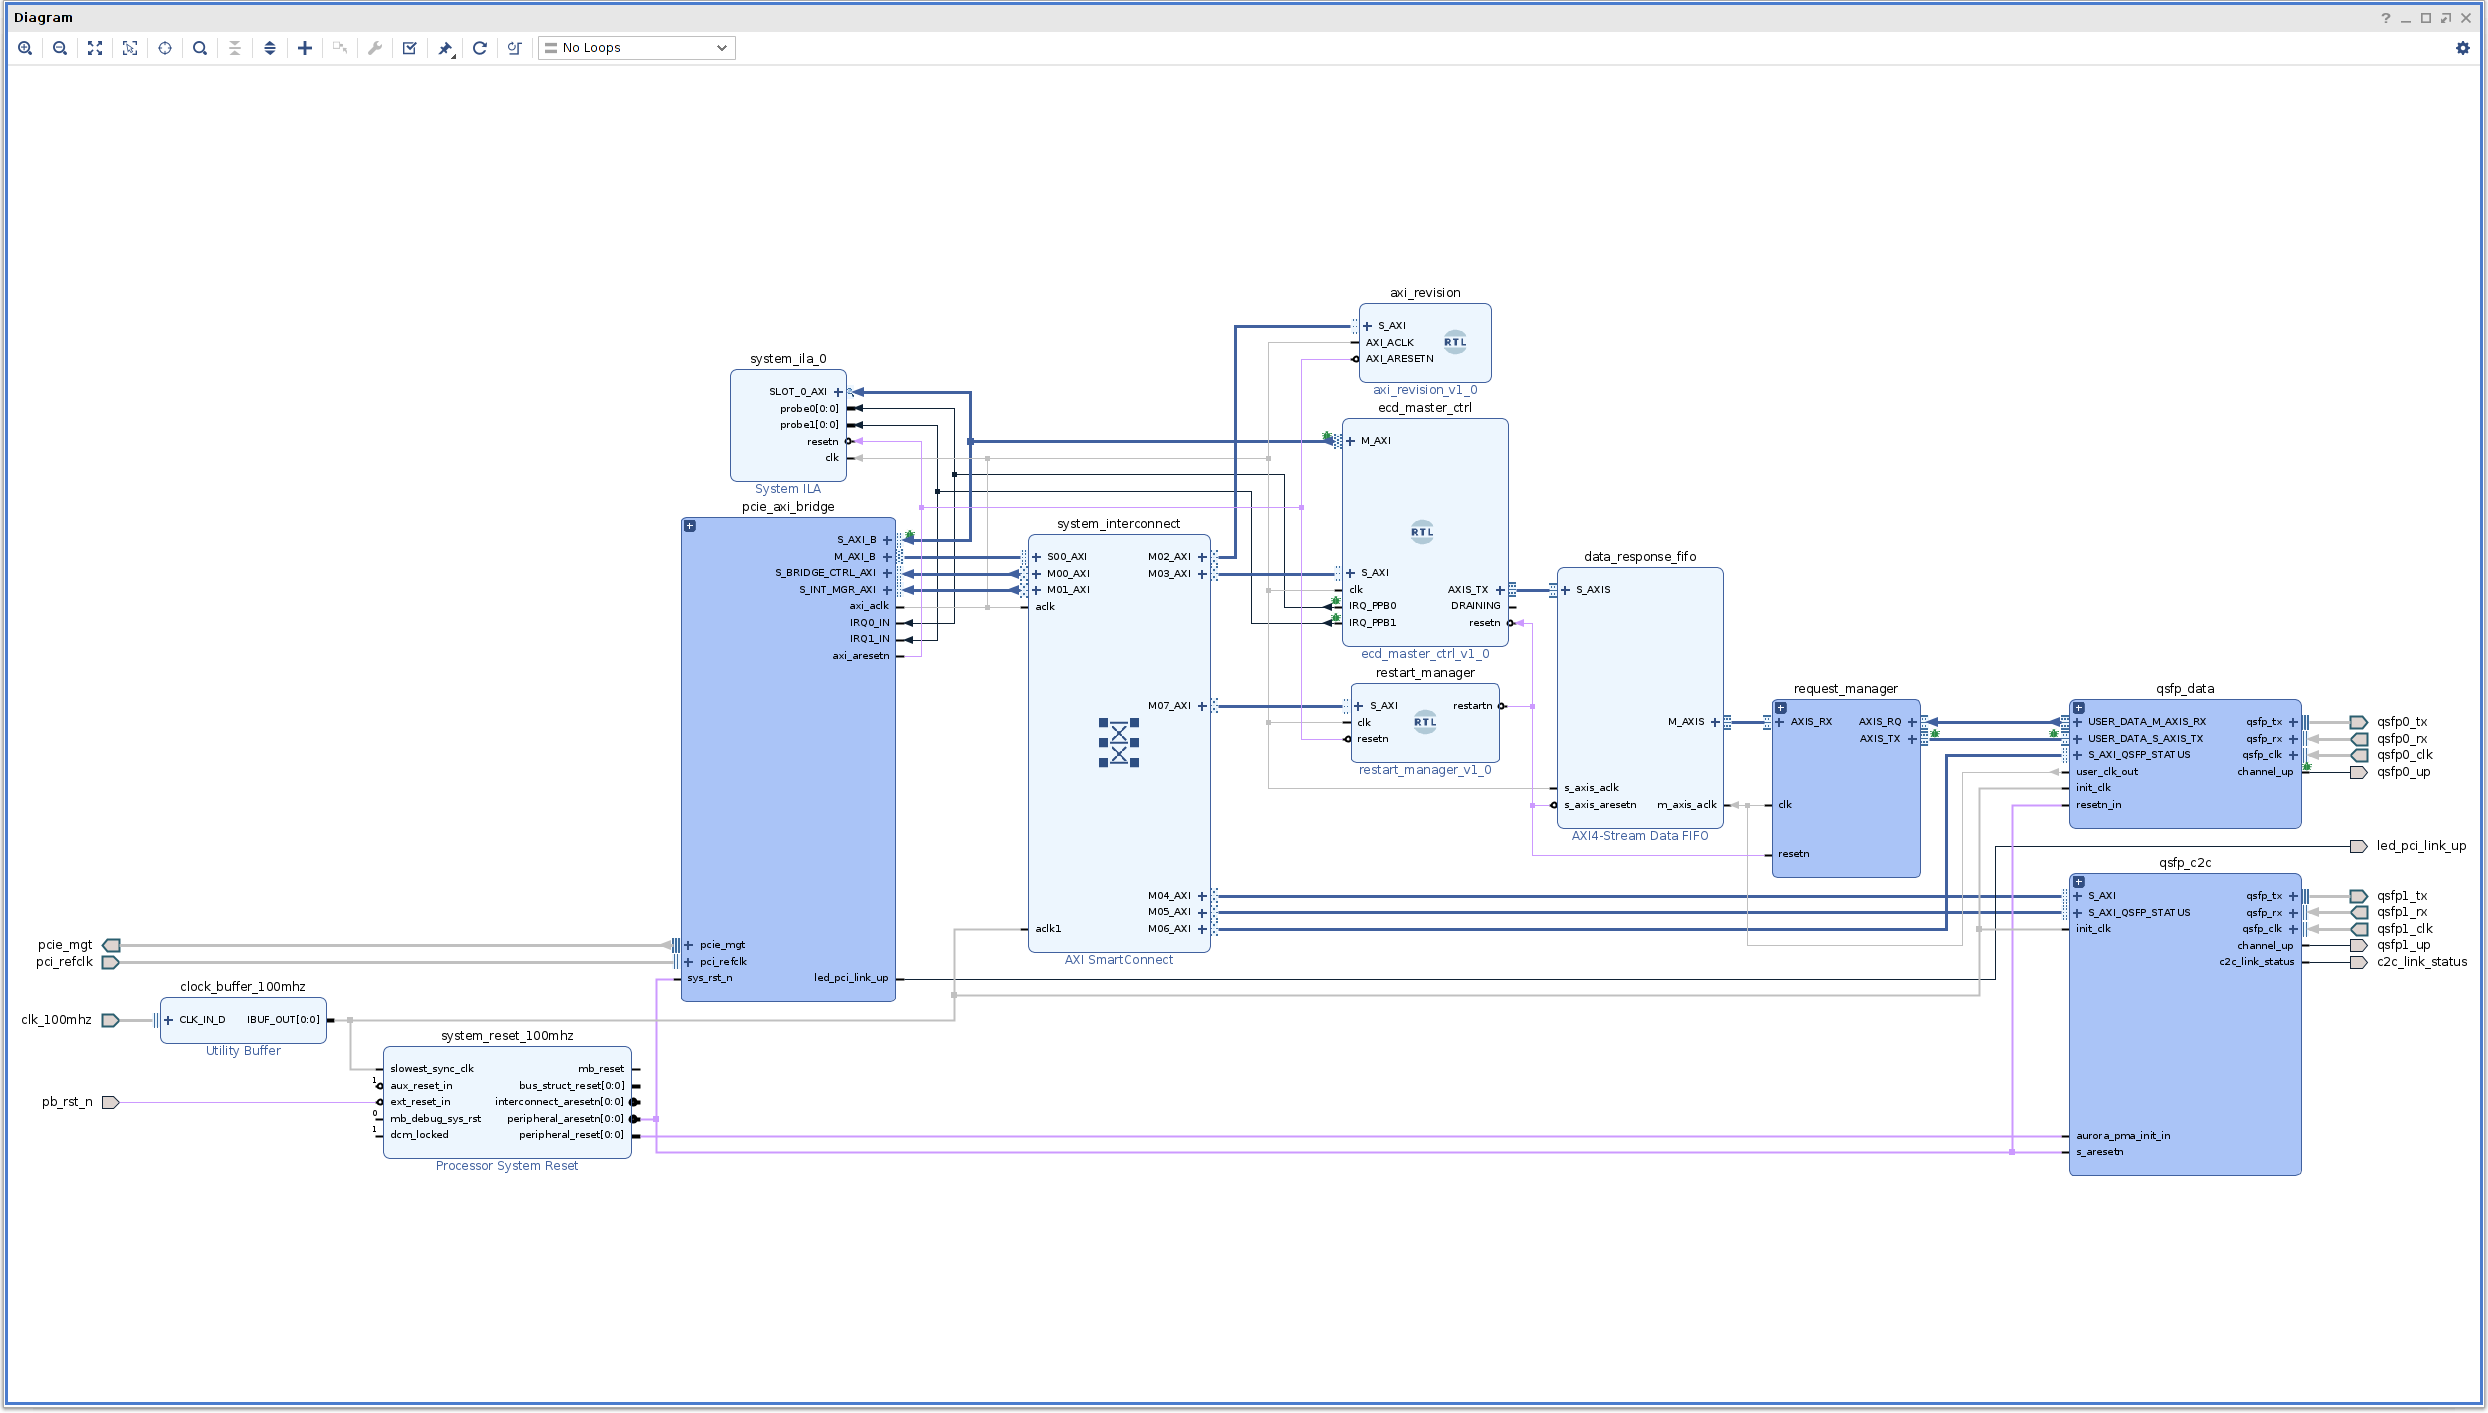 Diagram
No Loops
axi_revision
S_AXI
AXI_ACLK
AXI_ARESETN
RTL
axi_revision_v1_0
system_ila_0
SLOT_0_AXI
probe0[0:0]
probe1[0:0]
resetn
clk
System ILA
ecd_master_ctrl
M_AXI
RTL
S_AXI
clk
IRQ_PPB0
IRQ_PPB1
AXIS_TX
DRAINING
resetn
ecd_master_ctrl_v1_0
pcie_axi_bridge
S_AXI_B
M_AXI_B
S_BRIDGE_CTRL_AXI
S_INT_MGR_AXI
axi_aclk
IRQ0_IN
IRQ1_IN
axi_aresetn
pcie_mgt
pci_refclk
sys_rst_n
led_pci_link_up
system_interconnect
S00_AXI
M00_AXI
M01_AXI
aclk
aclk1
M02_AXI
M03_AXI
M07_AXI
M04_AXI
M05_AXI
M06_AXI
AXI SmartConnect
restart_manager
S_AXI
clk
resetn
RTL
restartn
restart_manager_v1_0
data_response_fifo
S_AXIS
M_AXIS
s_axis_aclk
s_axis_aresetn
m_axis_aclk
AXI4-Stream Data FIFO
request_manager
AXIS_RX
AXIS_RQ
AXIS_TX
clk
resetn
qsfp_data
USER_DATA_M_AXIS_RX
USER_DATA_S_AXIS_TX
S_AXI_QSFP_STATUS
user_clk_out
init_clk
resetn_in
qsfp_tx
qsfp_rx
qsfp_clk
channel_up
qsfp0_tx
qsfp0_rx
qsfp0_clk
qsfp0_up
led_pci_link_up
qsfp_c2c
S_AXI
S_AXI_QSFP_STATUS
init_clk
aurora_pma_init_in
s_aresetn
qsfp_tx
qsfp_rx
qsfp_clk
channel_up
c2c_link_status
qsfp1_tx
qsfp1_rx
qsfp1_clk
qsfp1_up
c2c_link_status
pcie_mgt
pci_refclk
clk_100mhz
pb_rst_n
clock_buffer_100mhz
CLK_IN_D
IBUF_OUT[0:0]
Utility Buffer
system_reset_100mhz
slowest_sync_clk
1
aux_reset_in
ext_reset_in
0
mb_debug_sys_rst
1
dcm_locked
mb_reset
bus_struct_reset[0:0]
interconnect_aresetn[0:0]
peripheral_aresetn[0:0]
peripheral_reset[0:0]
Processor System Reset